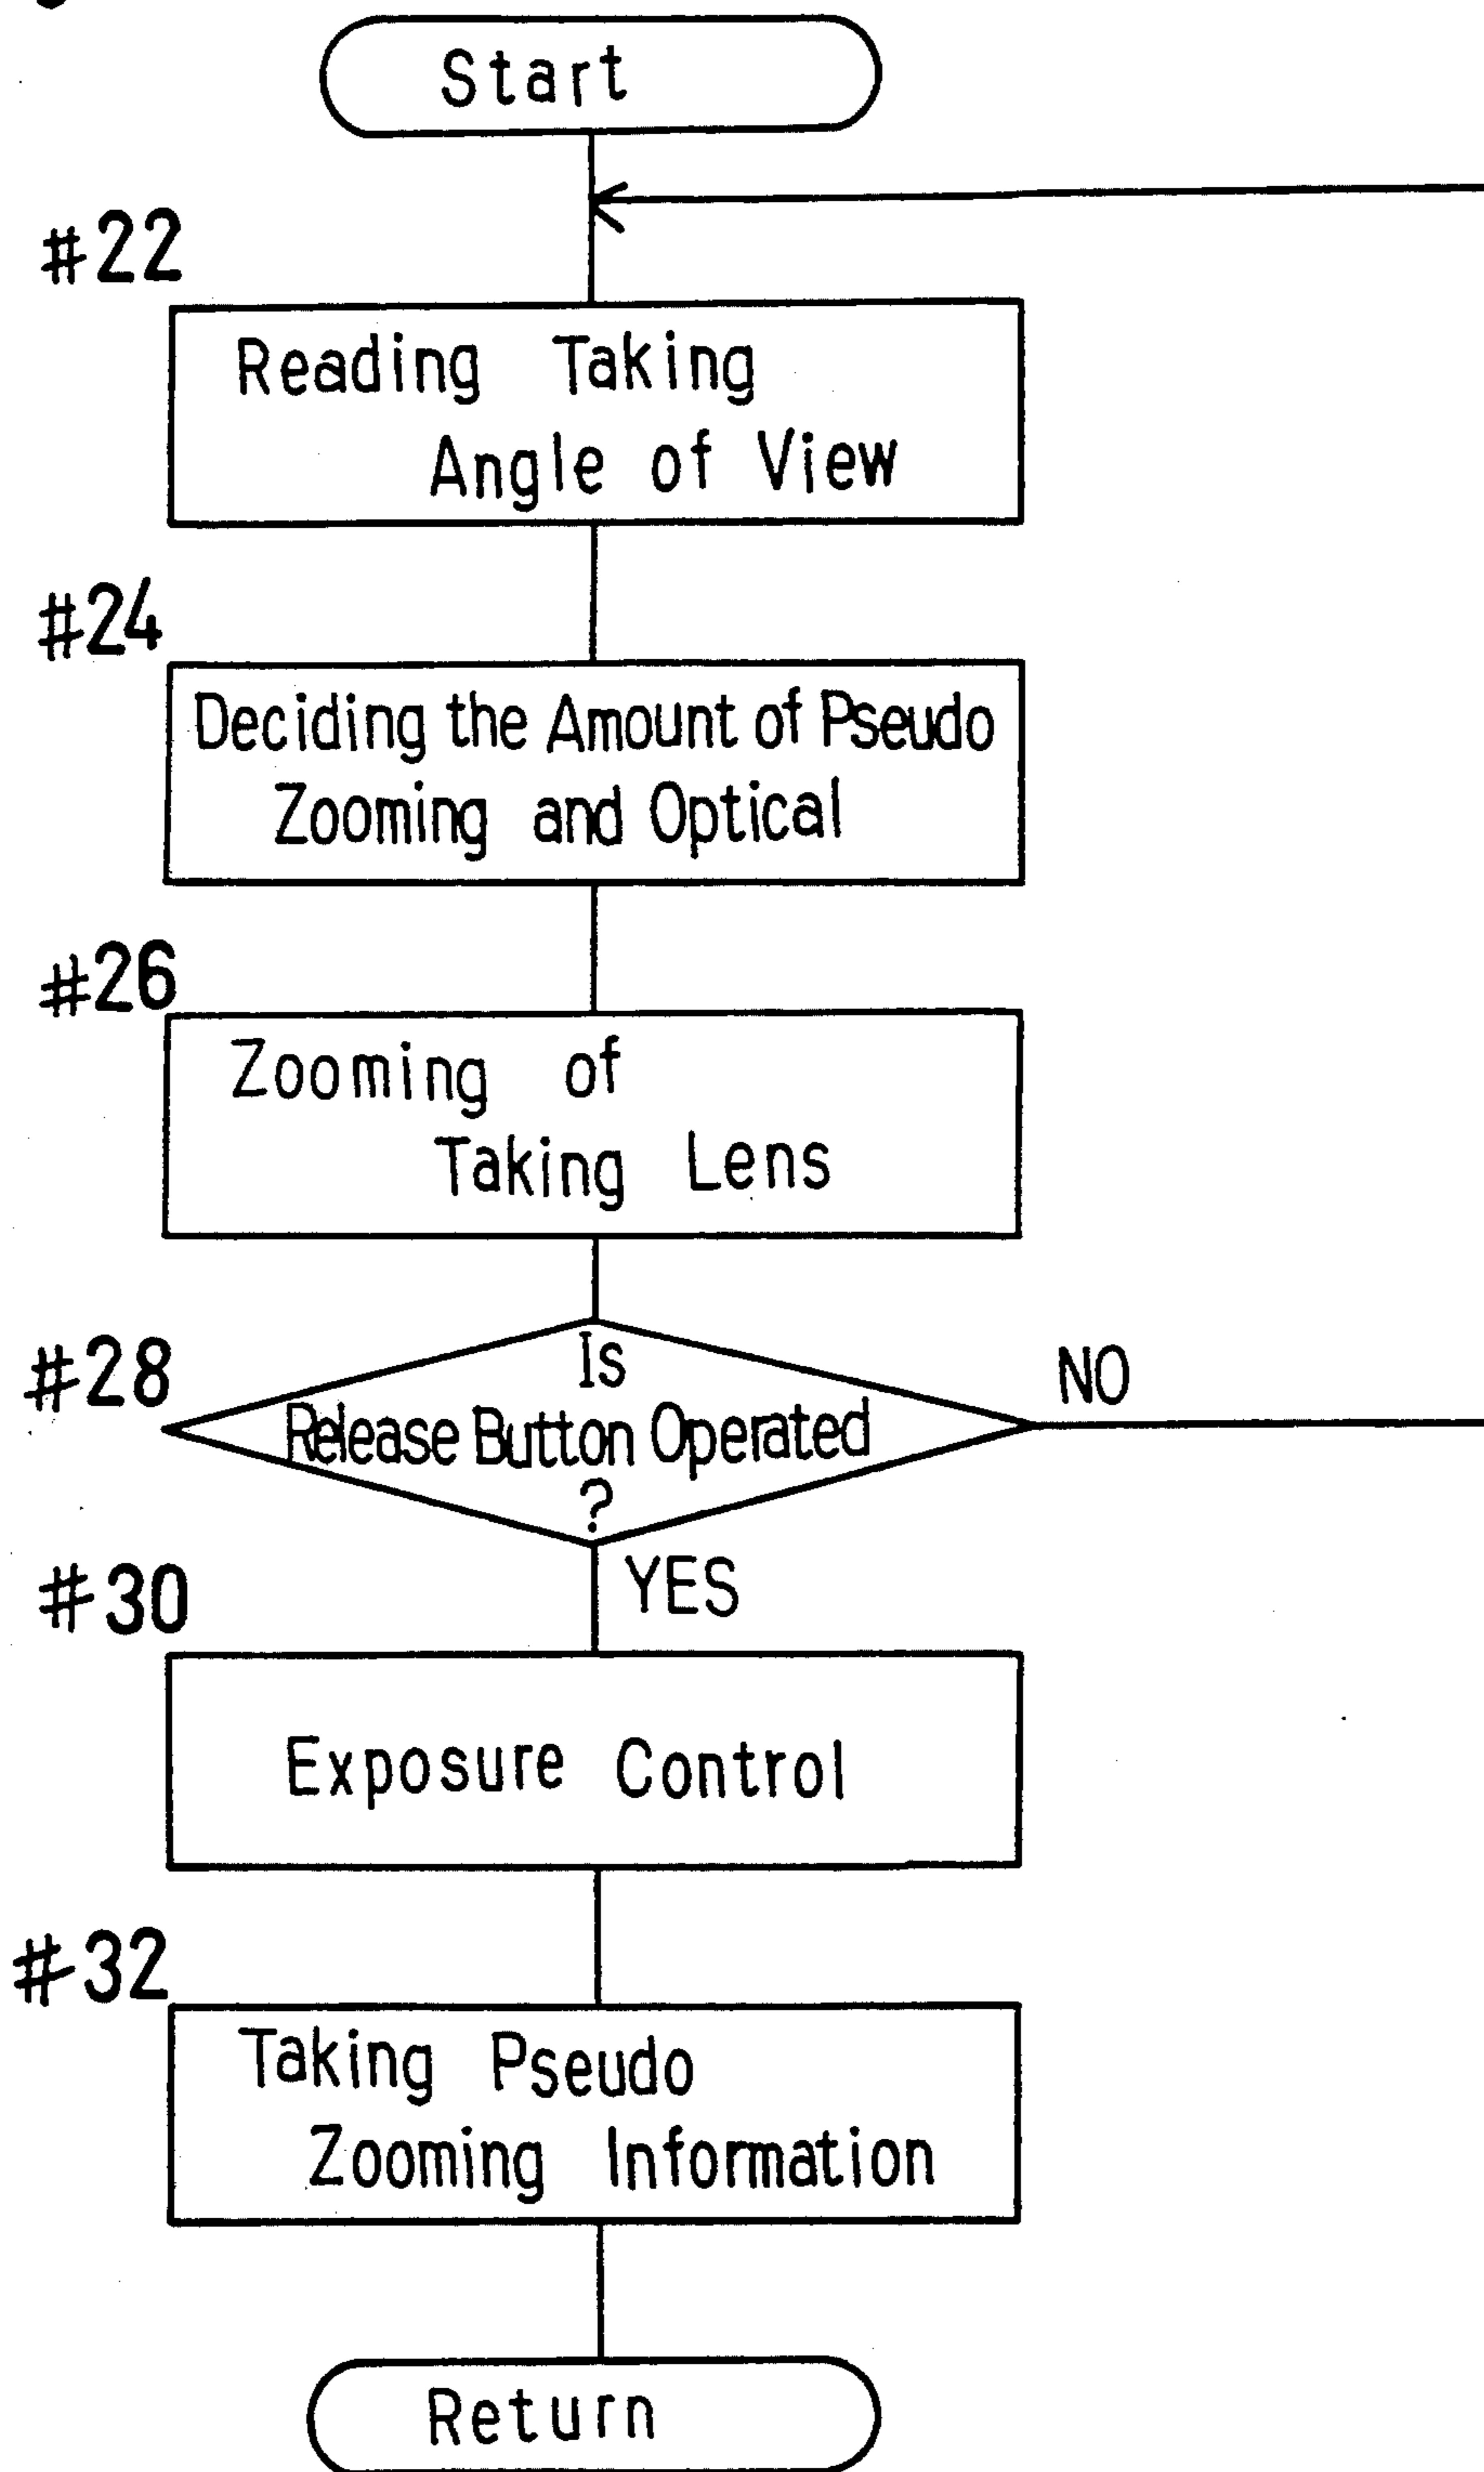 Start
#22
Reading Taking
Angle of View
#24
Deciding the Amount of Pseudo
Zooming and Optical
#26
Zooming of
Taking Lens
#28
Is
Release Button Operated
?
NO
YES
#30
Exposure Control
#32
Taking Pseudo
Zooming Information
Return